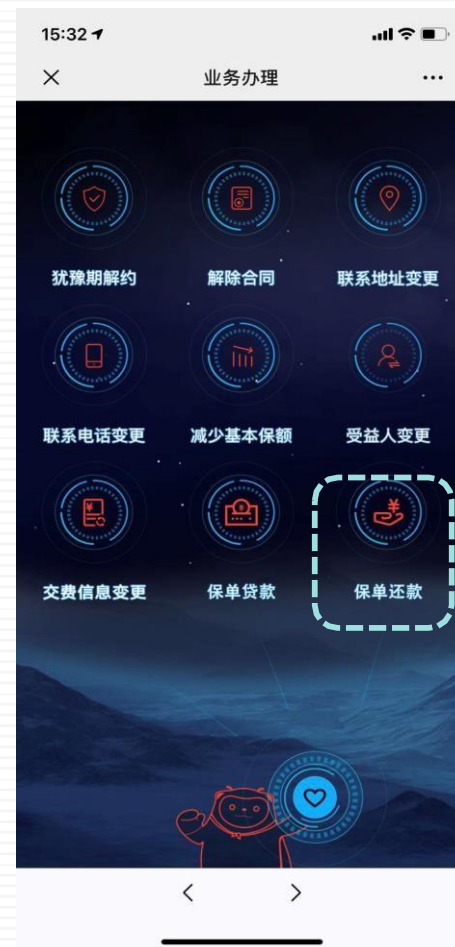 15:32
业务办理
犹豫期解约 解除合同 联系地址变更
联系电话变更 减少基本保额 受益人变更
交费信息变更 保单贷款 保单还款